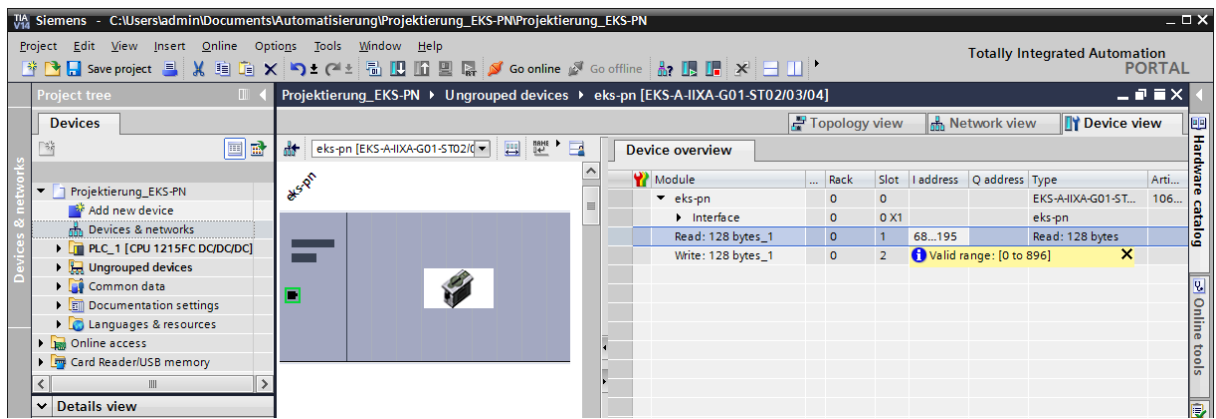 TIA V14 Siemens - C:\Users\admin\Documents\Automatisierung\Projektierung_EKS-PN\Projektierung_EKS-PN
Project Edit View Insert Online Options Tools Window Help
Totally Integrated Automation
PORTAL
Save project Go online Go offline
Project tree
Projektierung_EKS-PN Ungrouped devices eks-pn [EKS-A-IIXA-G01-ST02/03/04]
Devices
Topology view Network view Device view
eks-pn [EKS-A-IIXA-G01-ST02/0
Device overview
Module ... Rack Slot I address Q address Type Arti...
eks-pn 0 0 EKS-A-IIXA-G01-ST... 106...
Interface 0 0 X1 eks-pn
Read: 128 bytes_1 0 1 68...195 Read: 128 bytes
Write: 128 bytes_1 0 2 Valid range: [0 to 896]
eks-pn
Projektierung_EKS-PN
Add new device
Devices & networks
PLC_1 [CPU 1215FC DC/DC/DC]
Ungrouped devices
Common data
Documentation settings
Languages & resources
Online access
Card Reader/USB memory
Details view
Devices & networks
Hardware catalog
Online tools